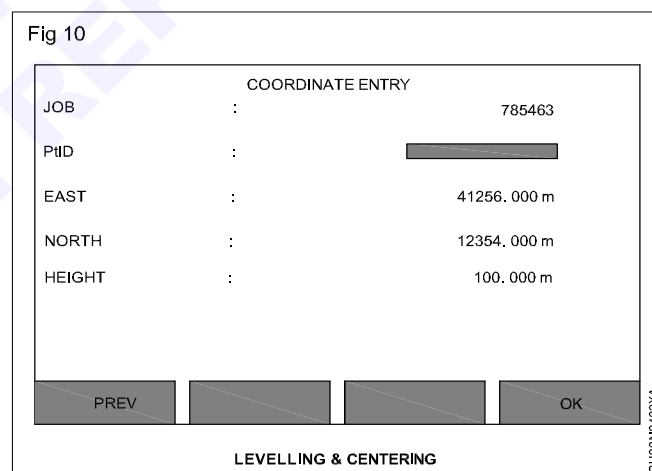 Fig 10
COORDINATE ENTRY
JOB : 785463
PtID :
EAST : 41256. 000 m
NORTH : 12354. 000 m
HEIGHT : 100. 000 m
PREV OK
LEVELLING & CENTERING